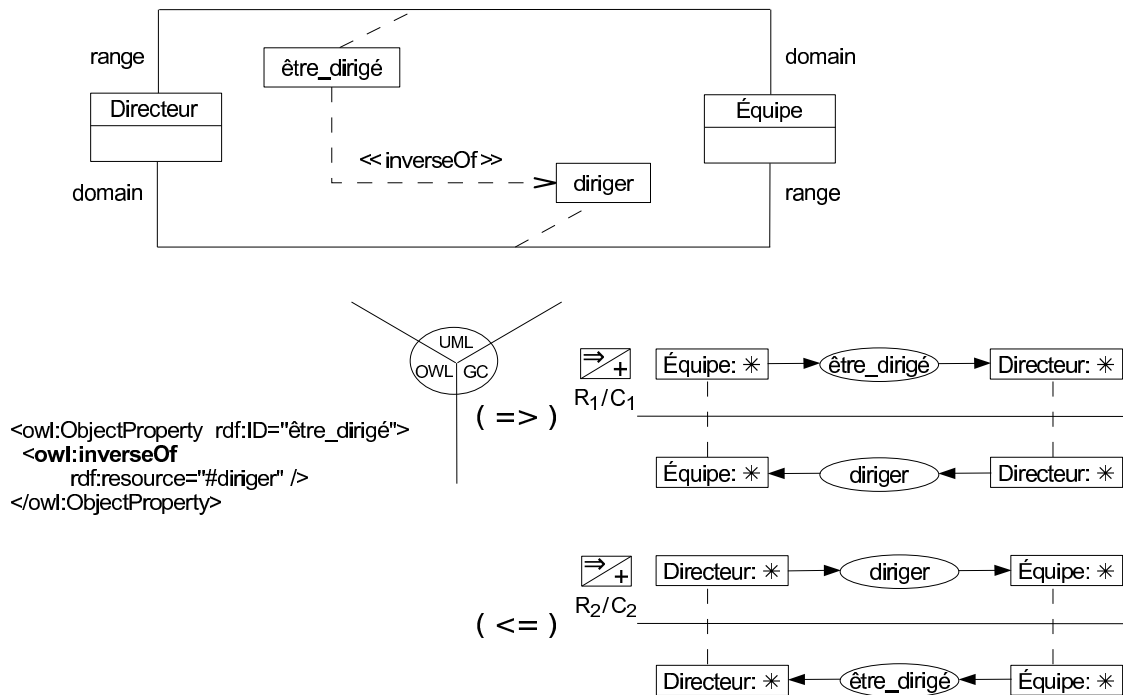 range
être_dirigé
domain
Directeur
Équipe
<< inverseOf >>
diriger
domain
range
UML
OWL
GC
<owl:ObjectProperty rdf:ID="être_dirigé">
<owl:inverseOf
rdf:resource="#diriger" />
</owl:ObjectProperty>
( => )
⇒/+
R1/C1
Équipe: ✳ être_dirigé Directeur: ✳
Équipe: ✳ diriger Directeur: ✳
( <= )
⇒/+
R2/C2
Directeur: ✳ diriger Équipe: ✳
Directeur: ✳ être_dirigé Équipe: ✳